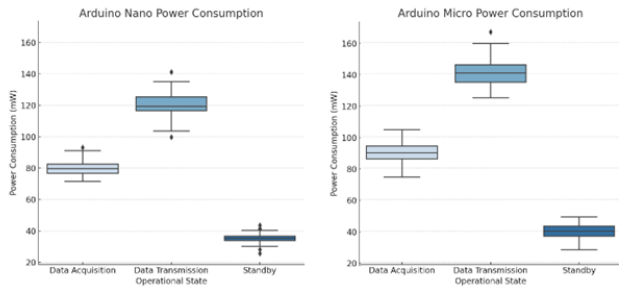 Arduino Nano Power Consumption
160
140
120
100
80
60
40
20
Power Consumption (mW)
Data Acquisition Data Transmission Standby
Operational State
Arduino Micro Power Consumption
160
140
120
100
80
60
40
20
Power Consumption (mW)
Data Acquisition Data Transmission Standby
Operational State